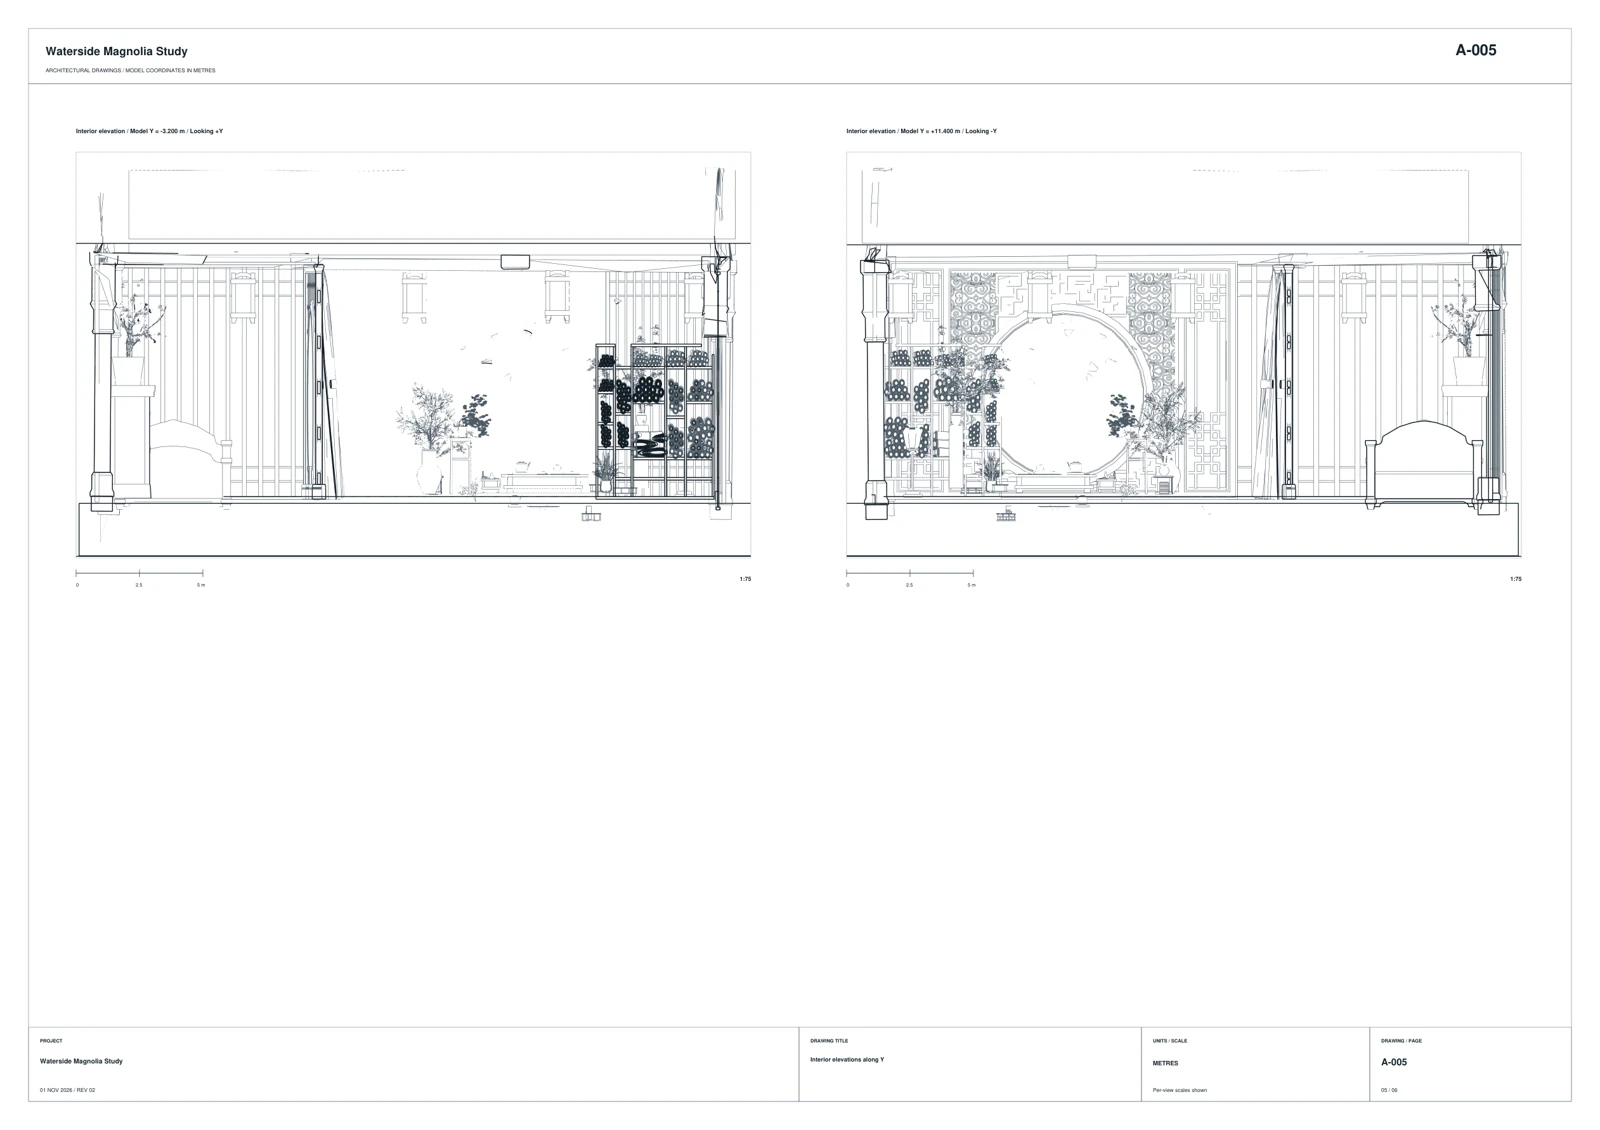 Waterside Magnolia Study
A-005
ARCHITECTURAL DRAWINGS / MODEL COORDINATES IN METRES
Interior elevation / Model Y = -3.200 m / Looking +Y
Interior elevation / Model Y = +11.400 m / Looking -Y
0 2.5 5 m
1:75
0 2.5 5 m
1:75
PROJECT
Waterside Magnolia Study
01 NOV 2026 / REV 02
DRAWING TITLE
Interior elevations along Y
UNITS / SCALE
METRES
Per-view scales shown
DRAWING / PAGE
A-005
05 / 06